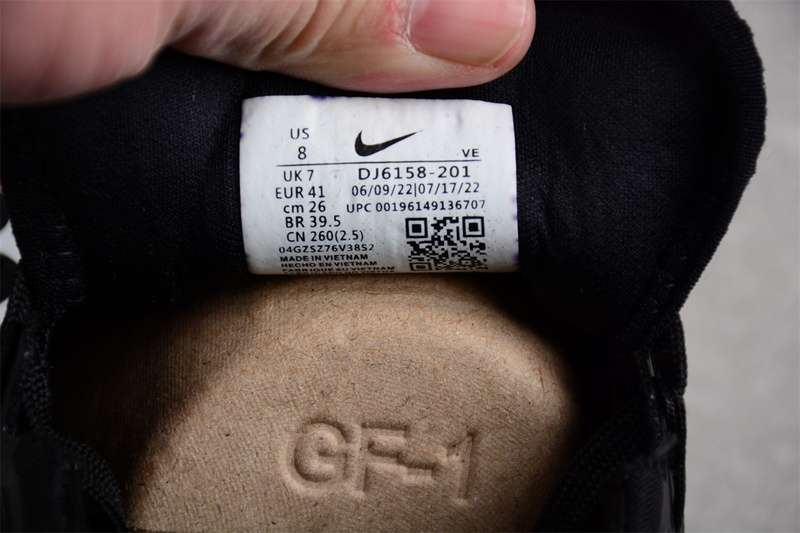 US
8
VE
UK 7 DJ6158-201
EUR 41 06/09/22|07/17/22
cm 26 UPC 00196149136707
BR 39.5
CN 260(2.5)
04GZSZ76V38S2
MADE IN VIETNAM
HECHO EN VIETNAM
FABRIQUE AU VIETNAM
GF-1